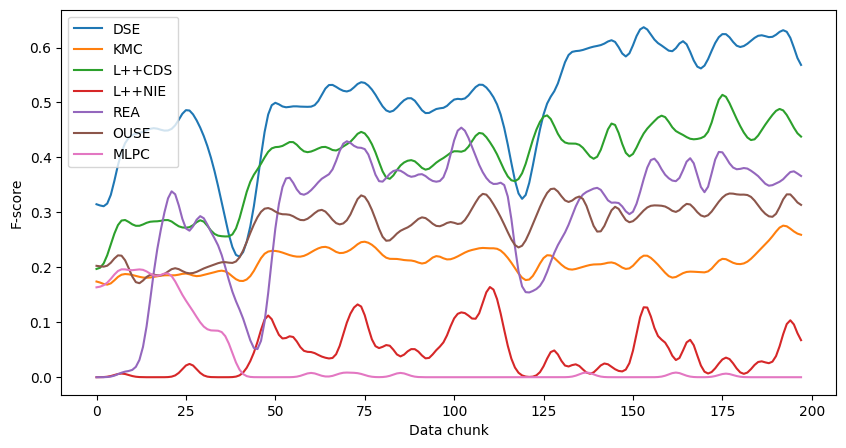 DSE
KMC
L++CDS
L++NIE
REA
OUSE
MLPC
F-score
0.6
0.5
0.4
0.3
0.2
0.1
0.0
0 25 50 75 100 125 150 175 200
Data chunk